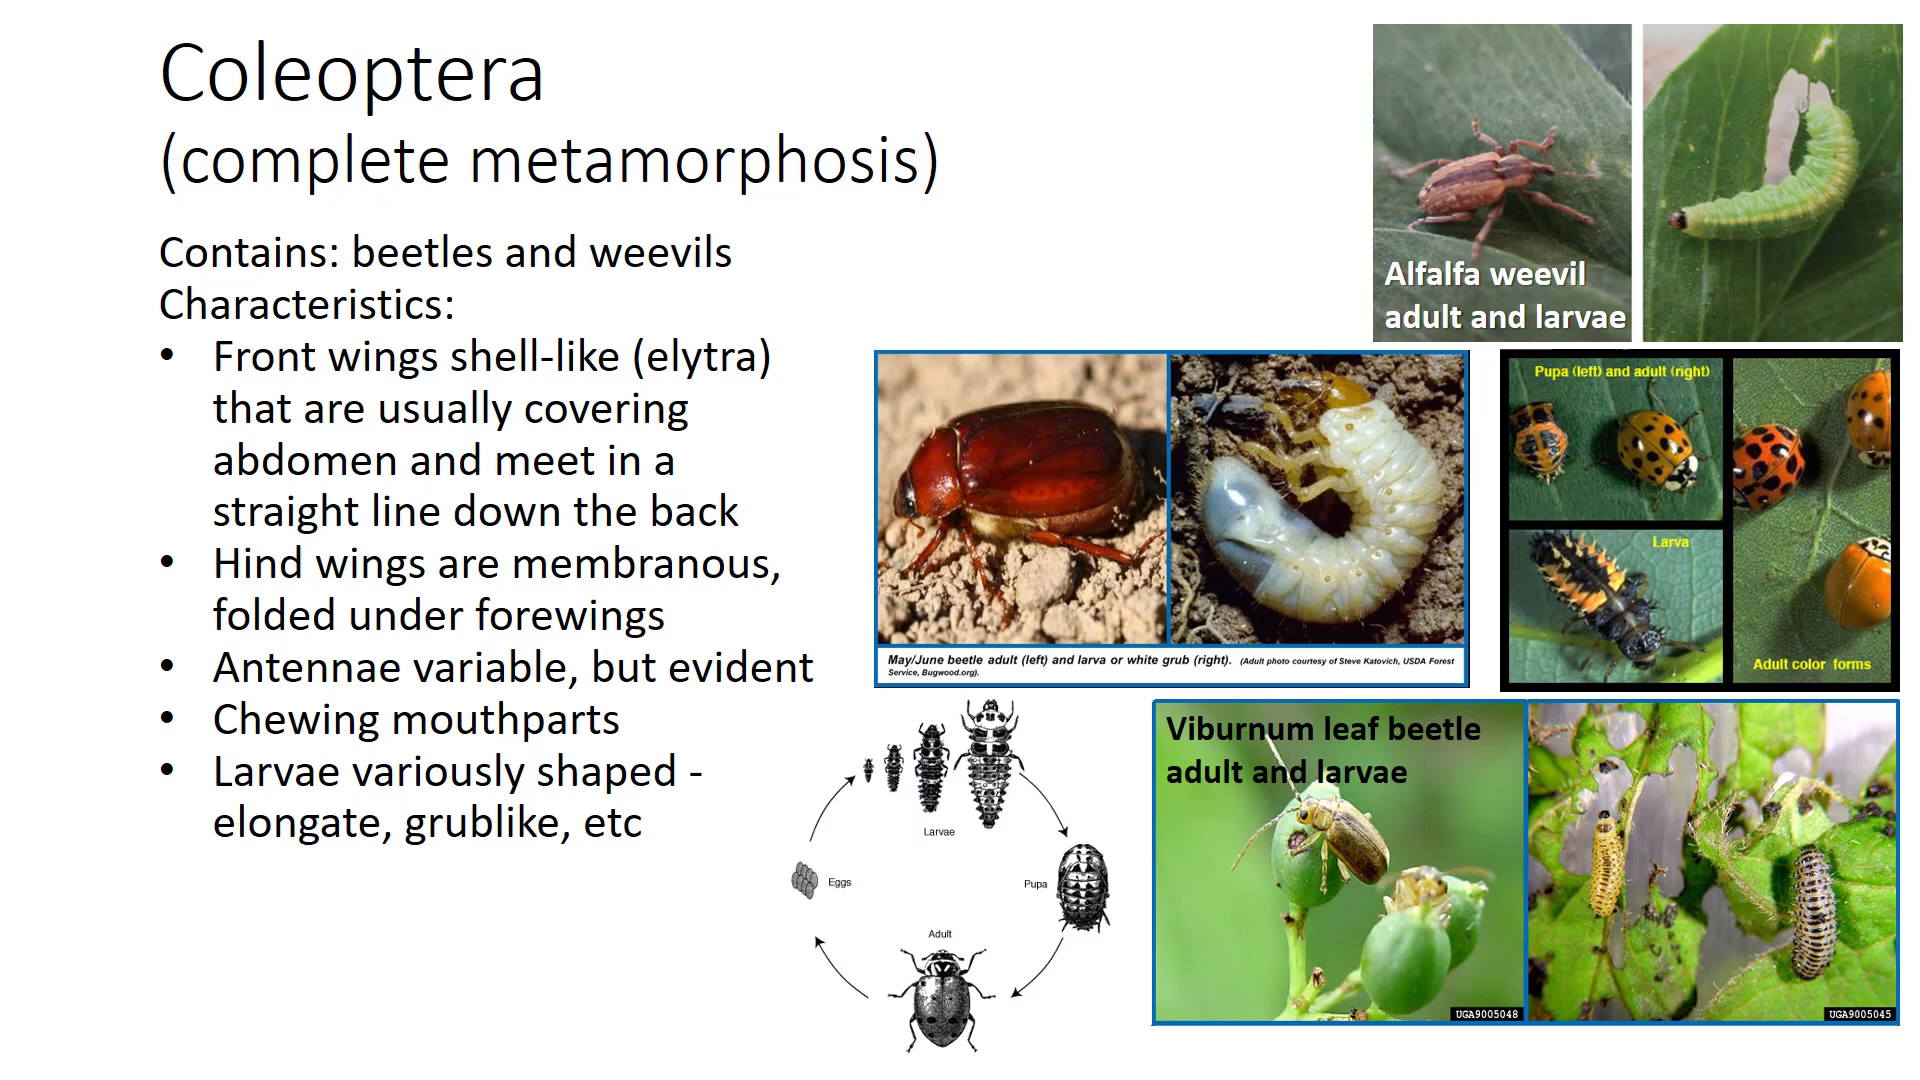 Coleoptera
(complete metamorphosis)
Contains: beetles and weevils
Characteristics:
• Front wings shell-like (elytra)
that are usually covering
abdomen and meet in a
straight line down the back
• Hind wings are membranous,
folded under forewings
• Antennae variable, but evident
• Chewing mouthparts
• Larvae variously shaped -
elongate, grublike, etc
Alfalfa weevil
adult and larvae
May/June beetle adult (left) and larva or white grub (right). (Adult photo courtesy of Steve Katovich, USDA Forest
Service, Bugwood.org).
Pupa (left) and adult (right)
Larva
Adult color forms
Larvae
Eggs
Pupa
Adult
Viburnum leaf beetle
adult and larvae
UGA9005048
UGA9005045